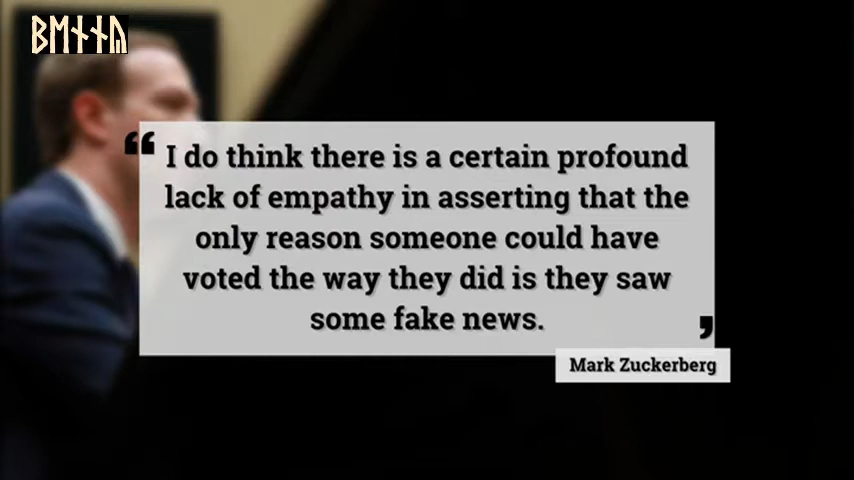 “I do think there is a certain profound
lack of empathy in asserting that the
only reason someone could have
voted the way they did is they saw
some fake news.
’
Mark Zuckerberg